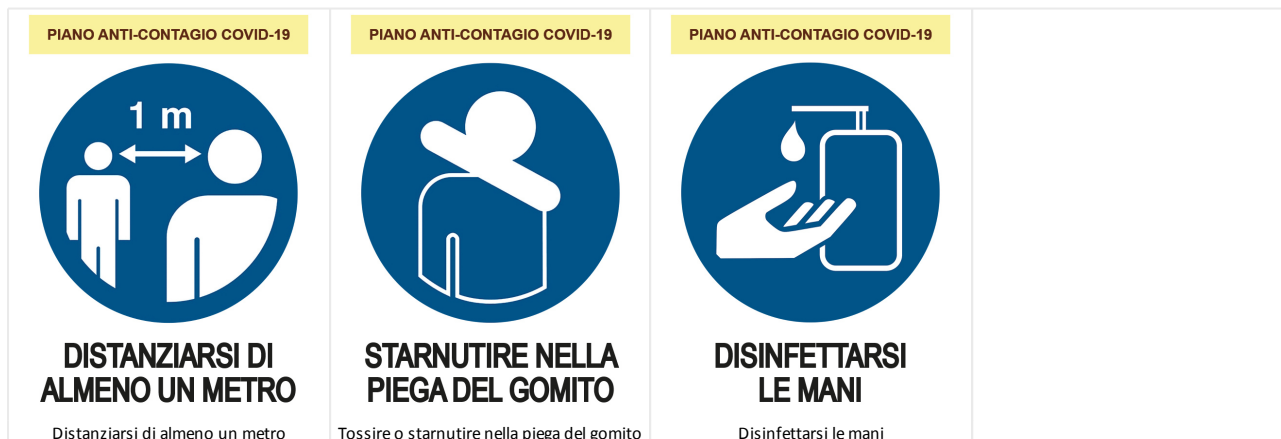 PIANO ANTI-CONTAGIO COVID-19
1 m
DISTANZIARSI DI
ALMENO UN METRO
Distanziarsi di almeno un metro
PIANO ANTI-CONTAGIO COVID-19
STARNUTIRE NELLA
PIEGA DEL GOMITO
Tossire o starnutire nella piega del gomito
PIANO ANTI-CONTAGIO COVID-19
DISINFETTARSI
LE MANI
Disinfettarsi le mani